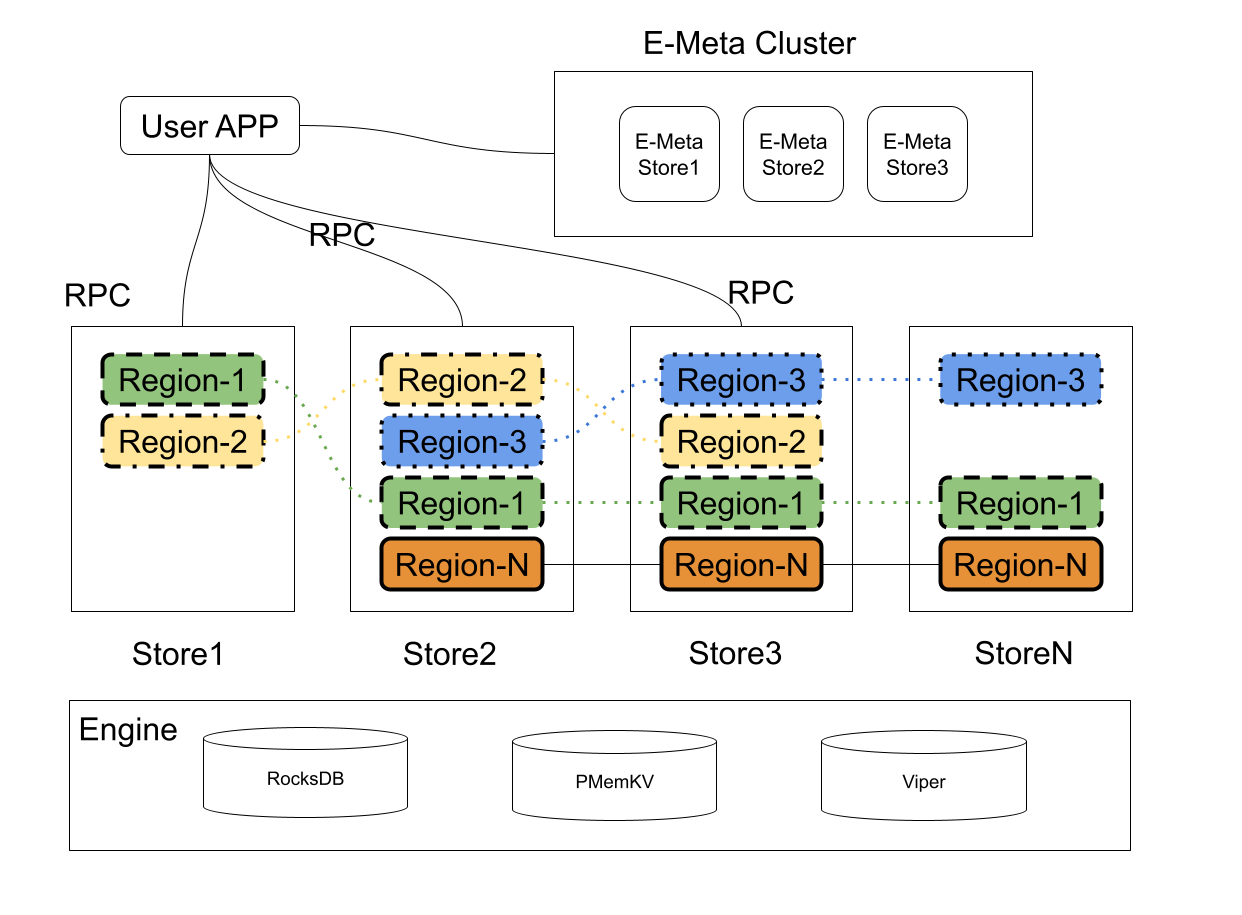 E-Meta Cluster
User APP
E-Meta
Store1
E-Meta
Store2
E-Meta
Store3
RPC
RPC
RPC
Region-1
Region-2
Region-2
Region-3
Region-1
Region-N
Region-3
Region-2
Region-1
Region-N
Region-3
Region-1
Region-N
Store1
Store2
Store3
StoreN
Engine
RocksDB
PMemKV
Viper